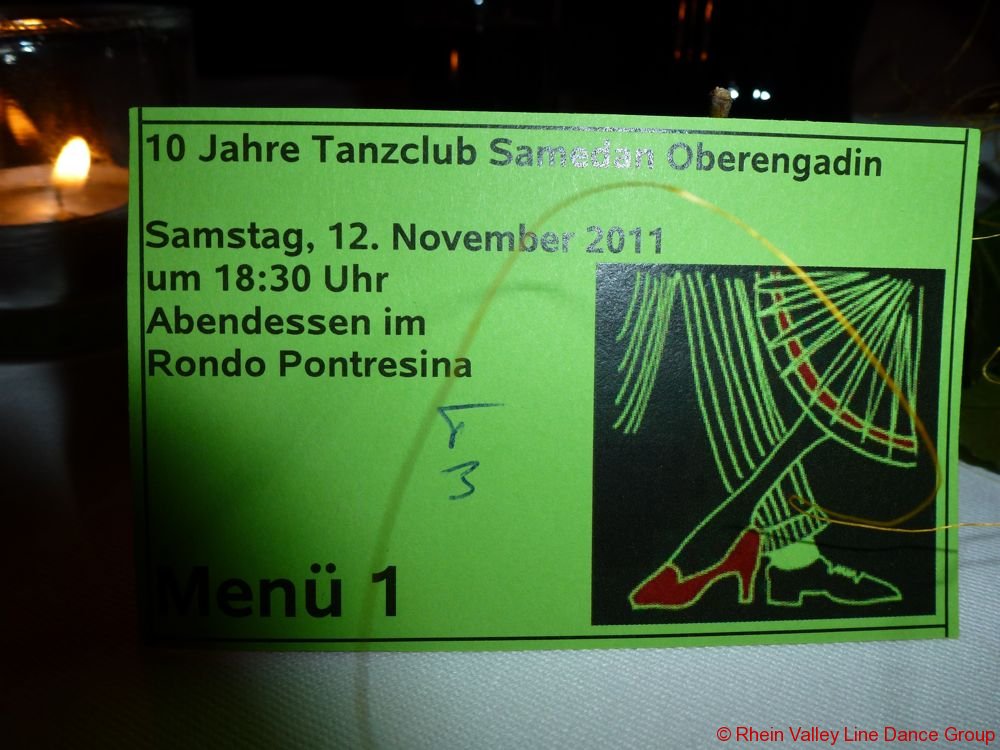 10 Jahre Tanzclub Samedan Oberengadin
Samstag, 12. November 2011
um 18:30 Uhr
Abendessen im
Rondo Pontresina
3
Menü 1
© Rhein Valley Line Dance Group